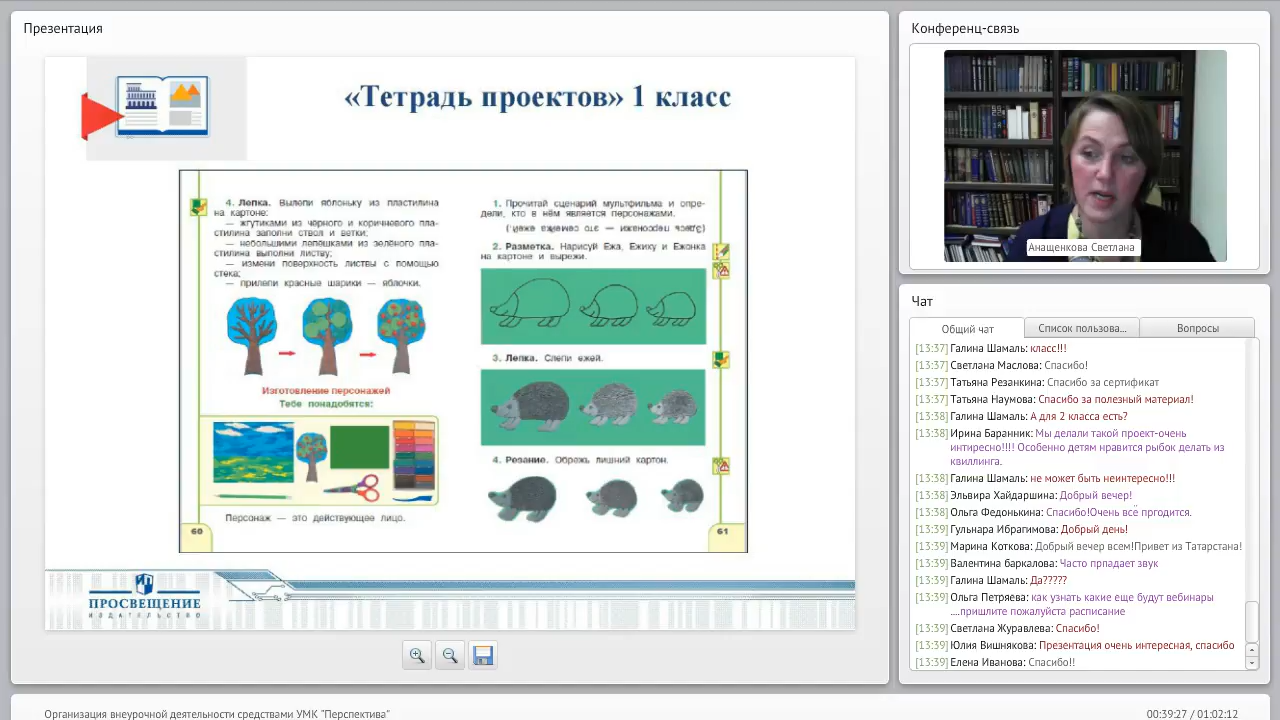 Презентация
«Тетрадь проектов» 1 класс
4. Лепка. Вылепи яблоньку из пластилина
на картоне:
— жгутиками из чёрного и коричневого пла-
стилина заполни ствол и ветки;
— небольшими лепёшками из зелёного пла-
стилина выполни листву;
— измени поверхность листвы с помощью
стека;
— прилепи красные шарики — яблочки.
Изготовление персонажей
Тебе понадобятся:
Персонаж — это действующее лицо.
60
1. Прочитай сценарий мультфильма и опре-
дели, кто в нём является персонажами.
2. Разметка. Нарисуй Ежа, Ежиху и Ежонка
на картоне и вырежи.
3. Лепка. Слепи ежей.
4. Резание. Обрежь лишний картон.
61
ПРОСВЕЩЕНИЕ
ИЗДАТЕЛЬСТВО
Конференц-связь
Анащенкова Светлана
Чат
Общий чат
Список пользова...
Вопросы
[13:37] Галина Шамаль: класс!!!
[13:37] Светлана Маслова: Спасибо!
[13:37] Татьяна Резанкина: Спасибо за сертификат
[13:37] Татьяна Наумова: Спасибо за полезный материал!
[13:38] Галина Шамаль: А для 2 класса есть?
[13:38] Ирина Баранник: Мы делали такой проект-очень
интиресно!!!! Особенно детям нравится рыбок делать из
квиллинга.
[13:38] Галина Шамаль: не может быть неинтересно!!!
[13:38] Эльвира Хайдаршина: Добрый вечер!
[13:38] Ольга Федонькина: Спасибо!Очень всё пргодится.
[13:39] Гульнара Ибрагимова: Добрый день!
[13:39] Марина Коткова: Добрый вечер всем!Привет из Татарстана!
[13:39] Валентина баркалова: Часто прпадает звук
[13:39] Галина Шамаль: Да?????
[13:39] Ольга Петряева: как узнать какие еще будут вебинары
....пришлите пожалуйста расписание
[13:39] Светлана Журавлева: Спасибо!
[13:39] Юлия Вишнякова: Презентация очень интересная, спасибо
[13:39] Елена Иванова: Спасибо!!
Организация внеурочной деятельности средствами УМК "Перспектива"
00:39:27 / 01:02:12